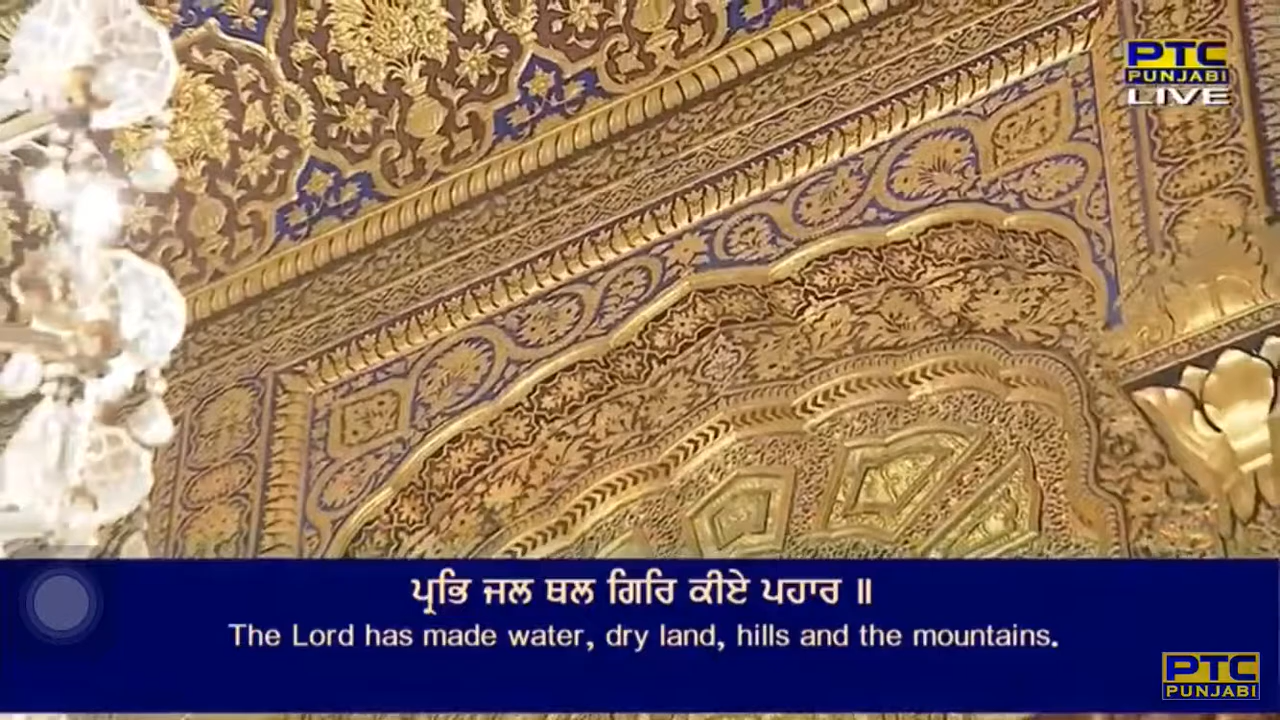 PTC
PUNJABI
LIVE
ਪ੍ਰਭਿ ਜਲ ਥਲ ਗਿਰਿ ਕੀਏ ਪਹਾਰ ॥
The Lord has made water, dry land, hills and the mountains.
PTC
PUNJABI